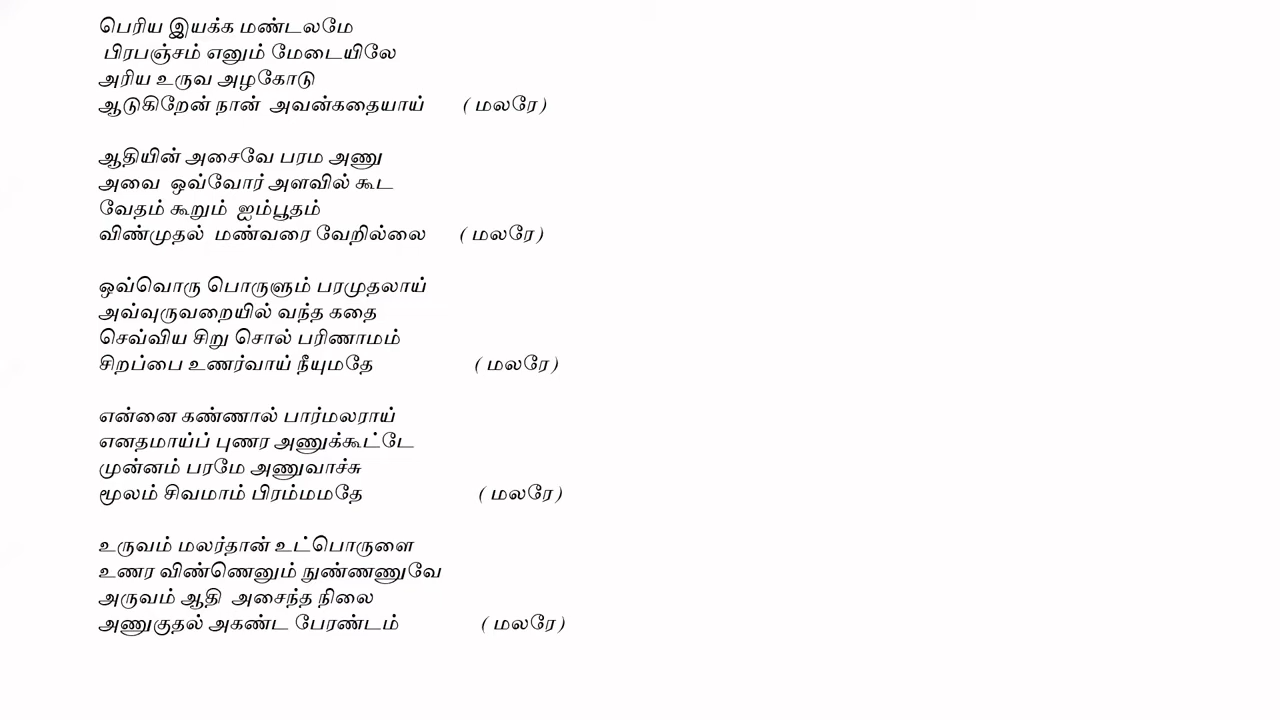 பெரிய இயக்க மண்டலமே
பிரபஞ்சம் எனும் மேடையிலே
அரிய உருவ அழகோடு
ஆடுகிறேன் நான் அவன்கதையாய் ( மலரே )
ஆதியின் அசைவே பரம அணு
அவை ஒவ்வோர் அளவில் கூட
வேதம் கூறும் ஐம்பூதம்
விண்முதல் மண்வரை வேறில்லை ( மலரே )
ஒவ்வொரு பொருளும் பரமுதலாய்
அவ்வுருவறையில் வந்த கதை
செவ்விய சிறு சொல் பரிணாமம்
சிறப்பை உணர்வாய் நீயுமதே ( மலரே )
என்னை கண்ணால் பார்மலராய்
எனதமாய்ப் புணர அணுக்கூட்டே
முன்னம் பரமே அணுவாச்சு
மூலம் சிவமாம் பிரம்மமதே ( மலரே )
உருவம் மலர்தான் உட்பொருளை
உணர விண்ணெனும் நுண்ணணுவே
அருவம் ஆதி அசைந்த நிலை
அணுகுதல் அகண்ட பேரண்டம் ( மலரே )